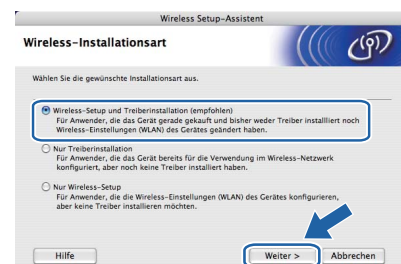 Wireless Setup-Assistent
Wireless-Installationsart
Wählen Sie die gewünschte Installationsart aus.
Wireless-Setup und Treiberinstallation (empfohlen)
Für Anwender, die das Gerät gerade gekauft und bisher weder Treiber installiert noch
Wireless-Einstellungen (WLAN) des Gerätes geändert haben.
Nur Treiberinstallation
Für Anwender, die das Gerät bereits für die Verwendung im Wireless-Netzwerk
konfiguriert, aber noch keine Treiber installiert haben.
Nur Wireless-Setup
Für Anwender, die die Wireless-Einstellungen (WLAN) des Gerätes konfigurieren,
aber keine Treiber installieren möchten.
Hilfe
Weiter >
Abbrechen